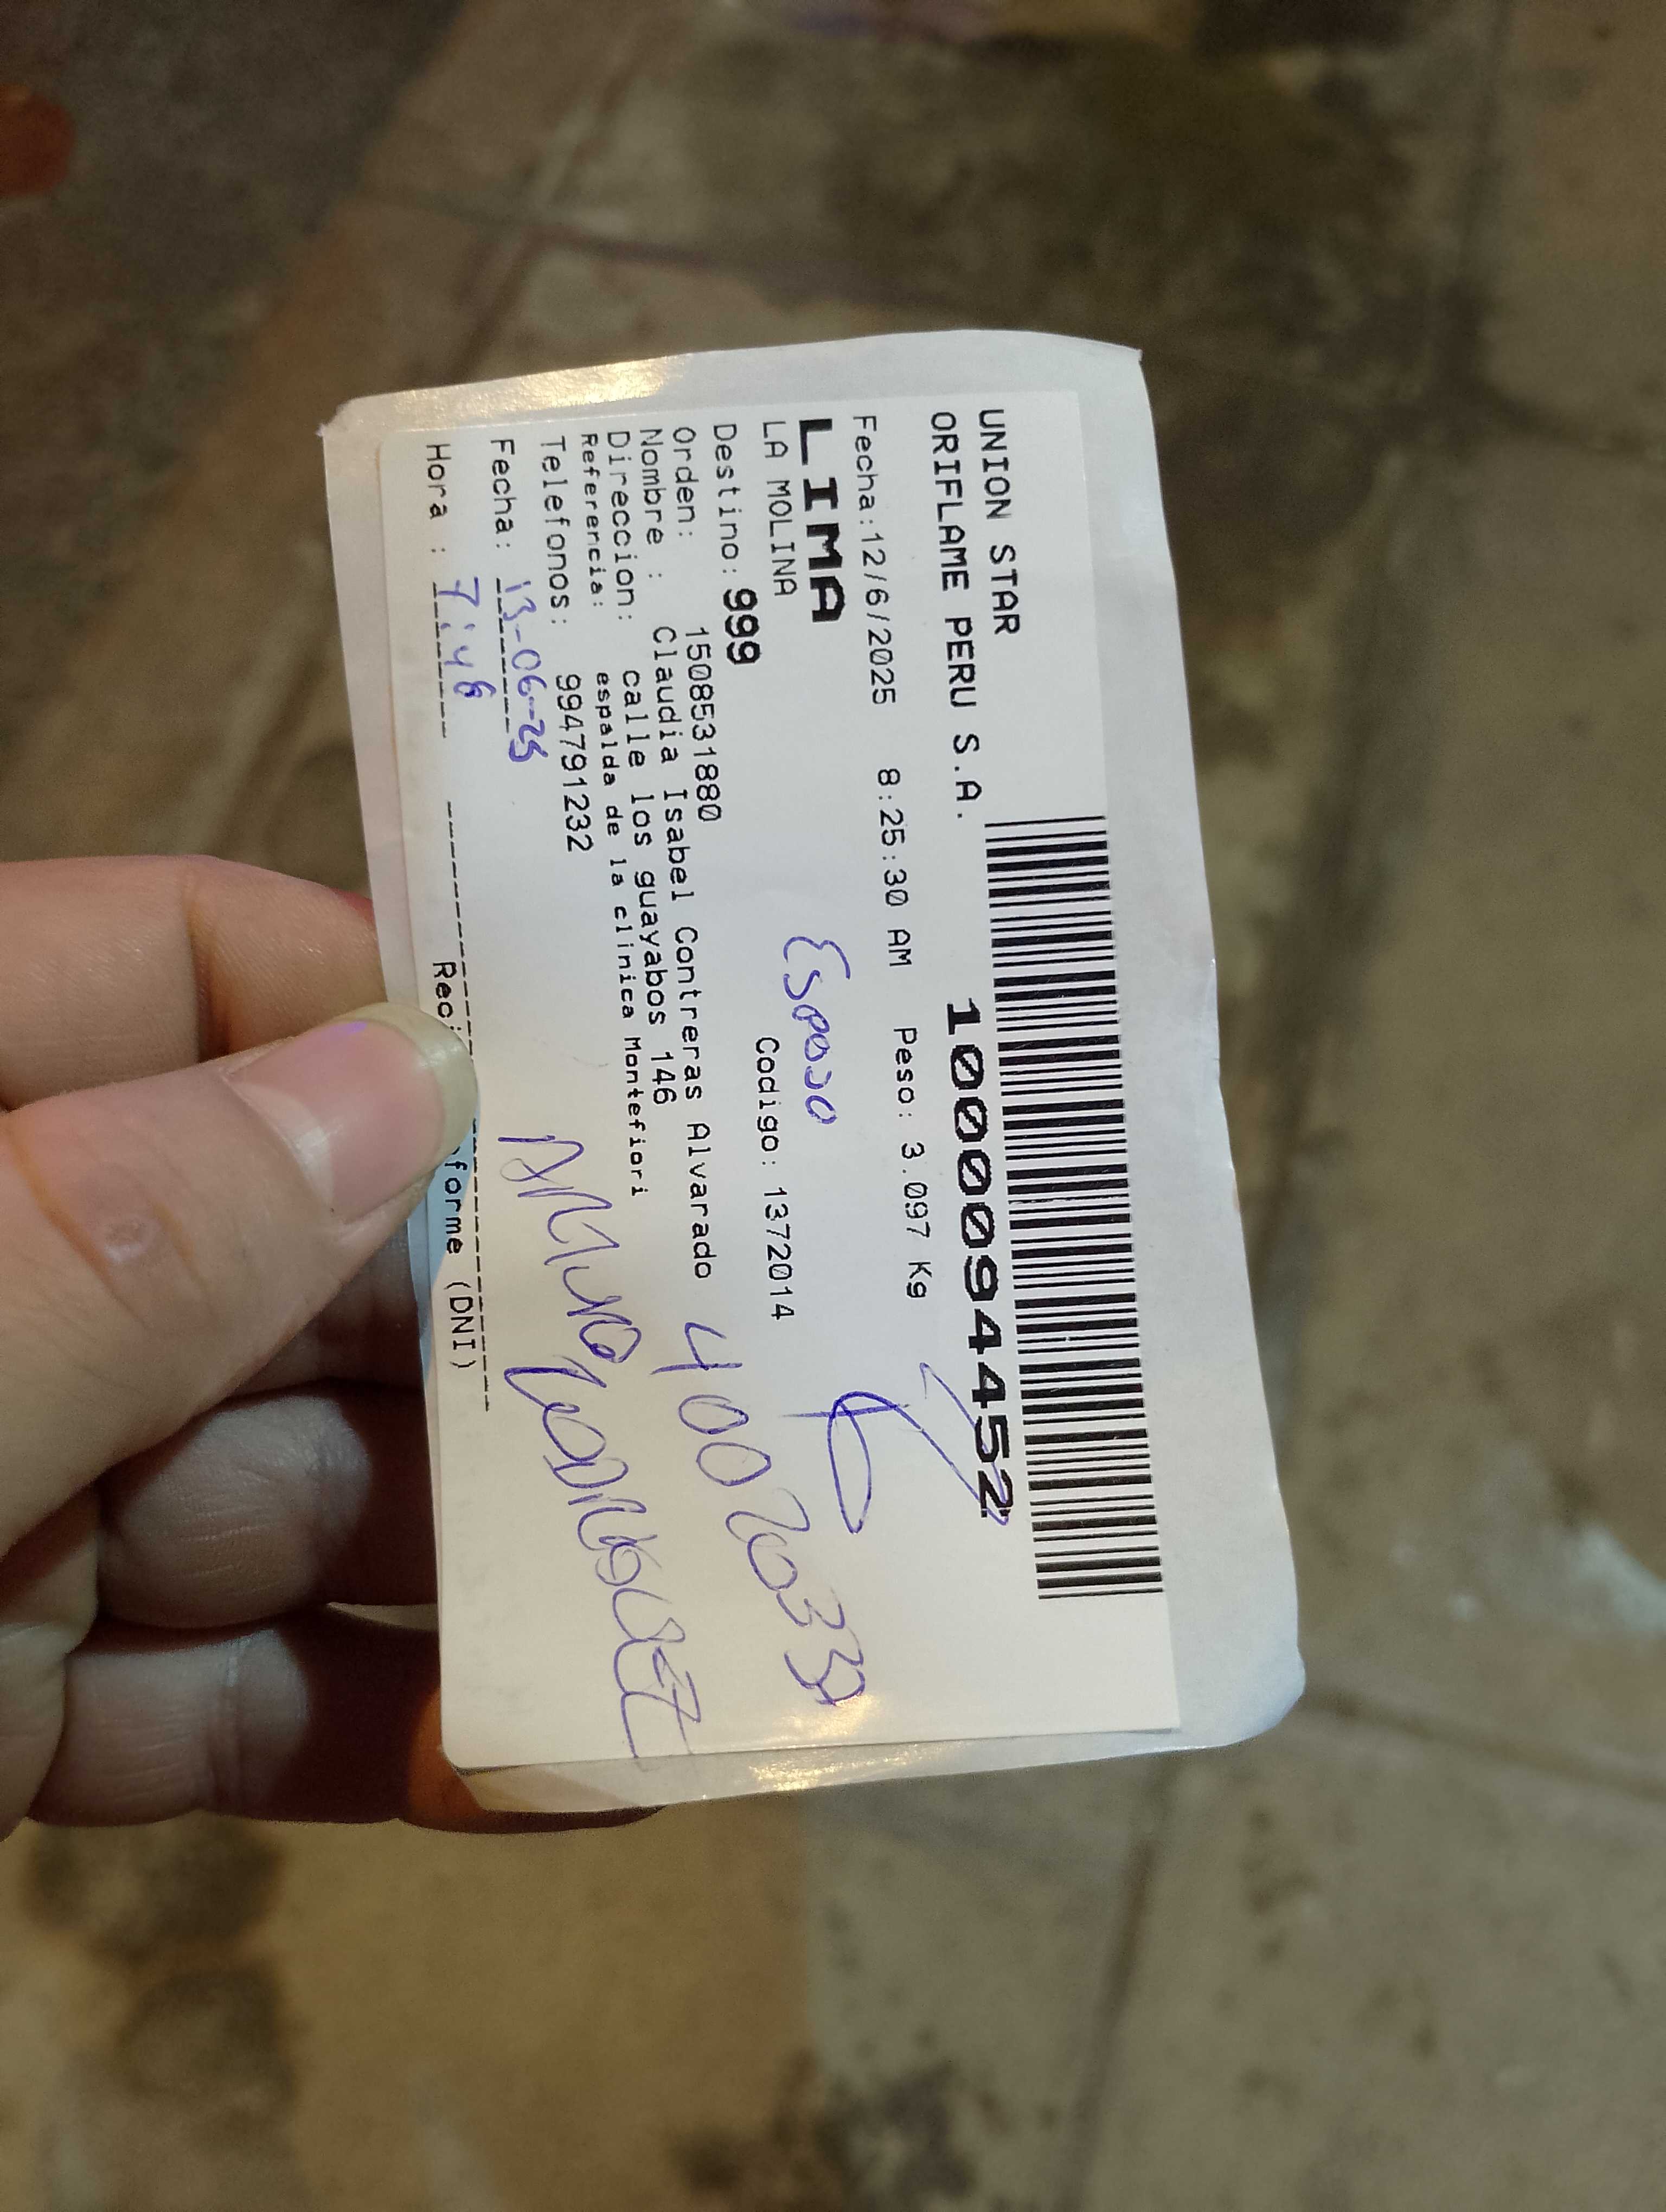 UNION STAR
ORIFLAME PERU S.A.
1000094452
Fecha:12/6/2025 8:25:30 AM Peso: 3.097 Kg
LIMA
LA MOLINA
Esposo
Destino: 999 Codigo: 1372014
Orden: 1508531880
Nombre : Claudia Isabel Contreras Alvarado
Direccion: calle los guayabos 146
Referencia: espalda de la clinica Montefiori
Telefonos: 994791232
Fecha: 13-06-25
Hora : 7:48
forme (DNI)